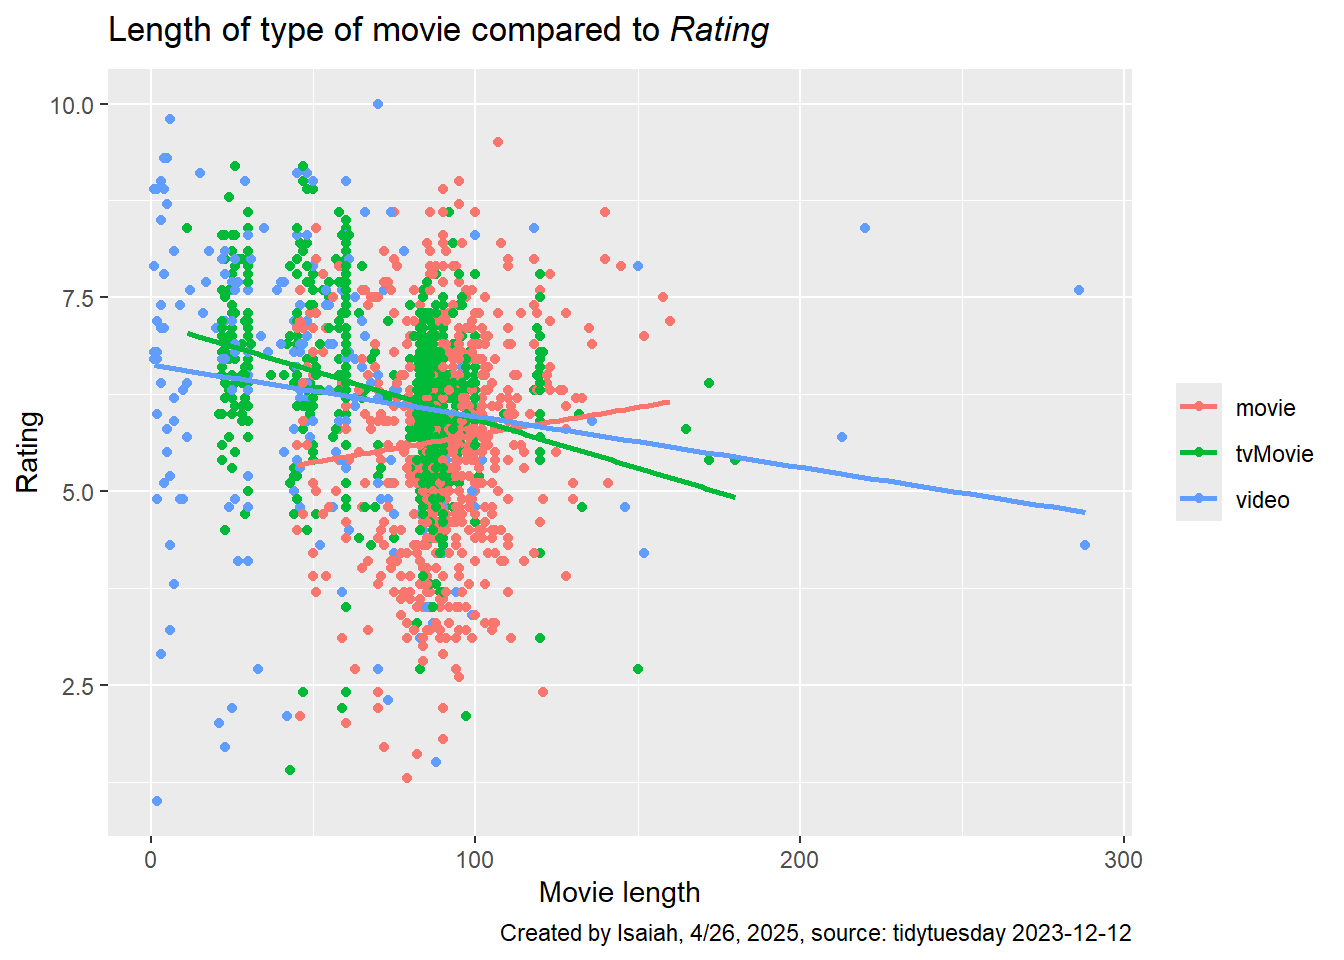 Length of type of movie compared to Rating
10.0
7.5
5.0
2.5
Rating
0
100
200
300
Movie length
movie
tvMovie
video
Created by Isaiah, 4/26, 2025, source: tidytuesday 2023-12-12